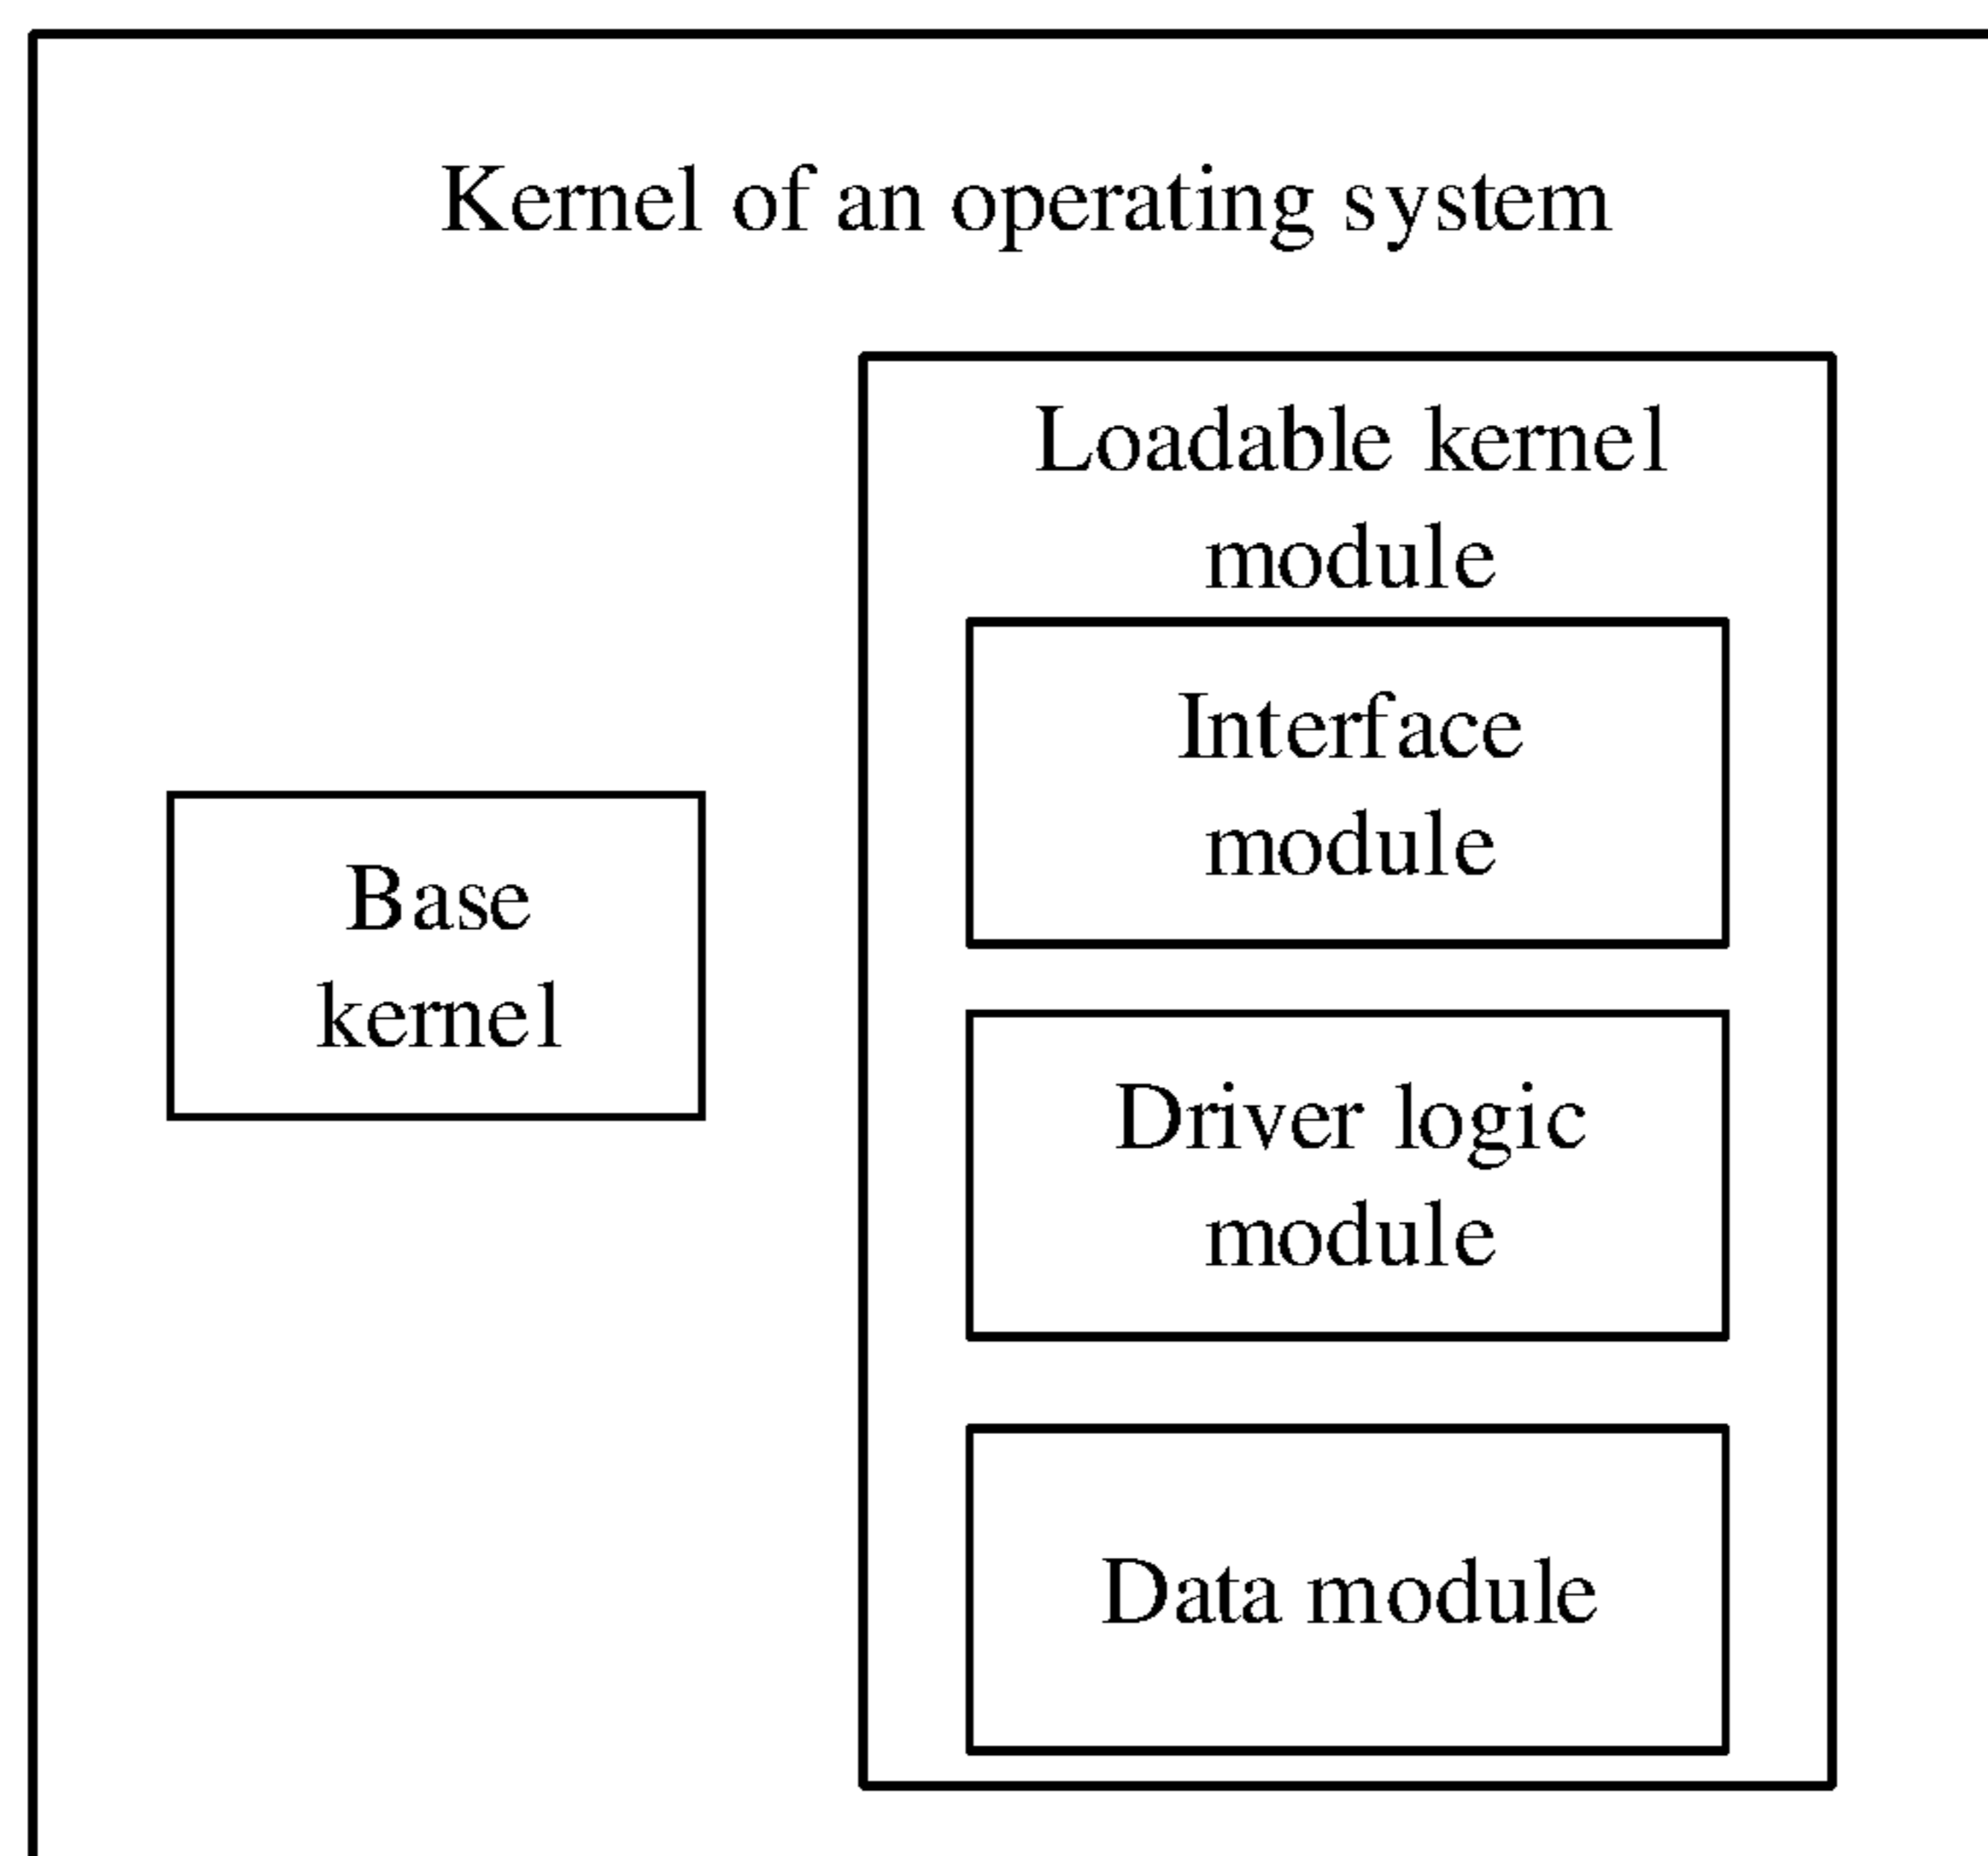 Kernel of an operating system
Loadable kernel
module
Interface
module
Base
kernel
Driver logic
module
Data module